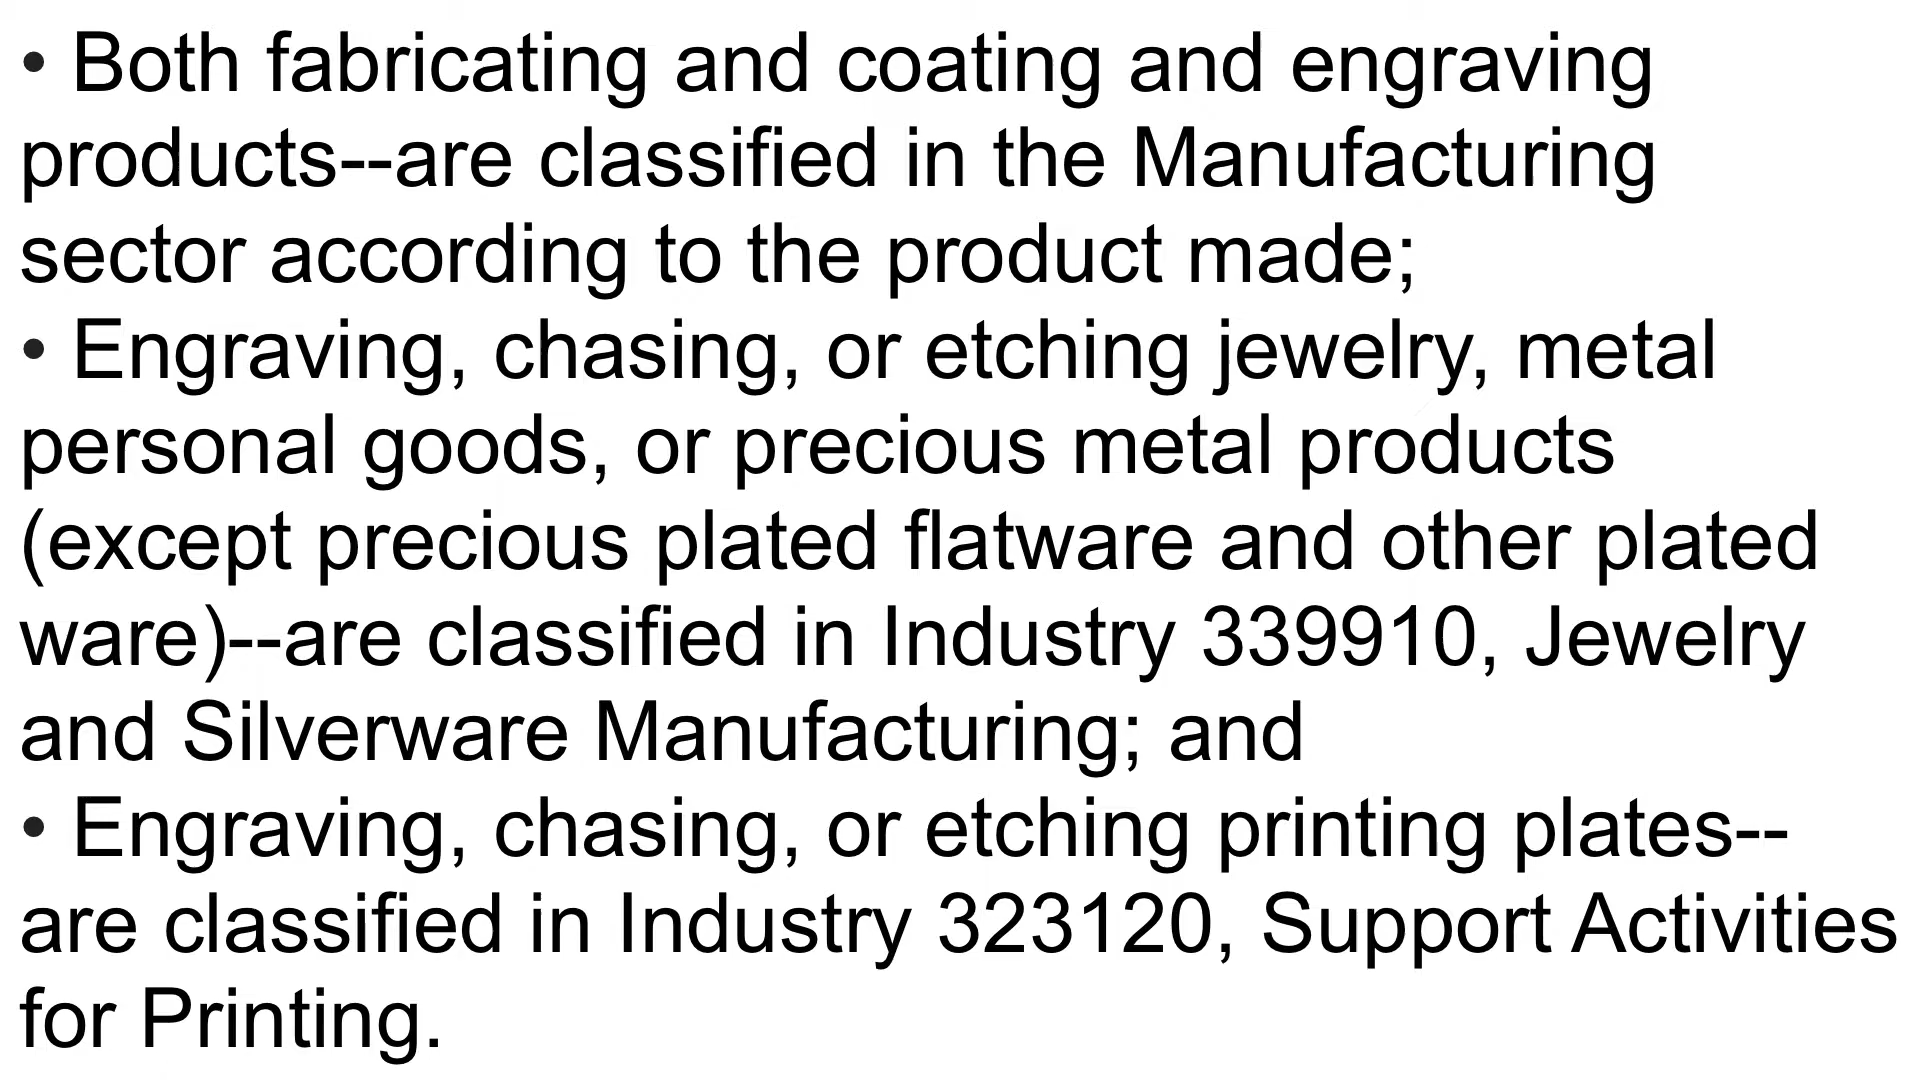 • Both fabricating and coating and engraving
products--are classified in the Manufacturing
sector according to the product made;
• Engraving, chasing, or etching jewelry, metal
personal goods, or precious metal products
(except precious plated flatware and other plated
ware)--are classified in Industry 339910, Jewelry
and Silverware Manufacturing; and
• Engraving, chasing, or etching printing plates--
are classified in Industry 323120, Support Activities
for Printing.